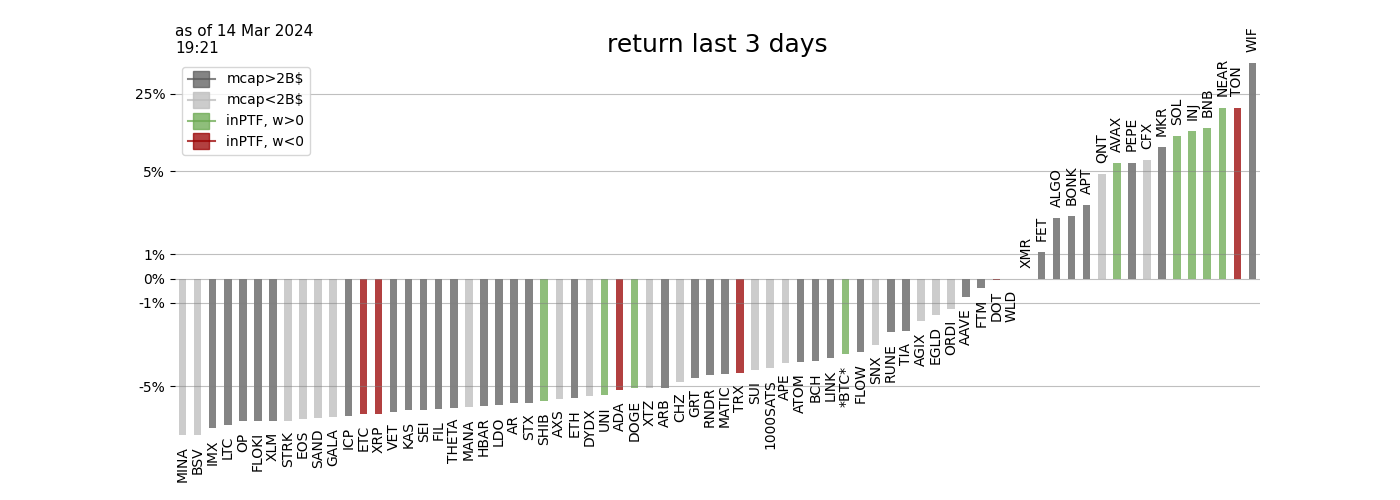 as of 14 Mar 2024
19:21
return last 3 days
mcap>2B$
mcap<2B$
inPTF, w>0
inPTF, w<0
25%
5%
1%
0%
-1%
-5%
MINA
BSV
IMX
LTC
OP
FLOKI
XLM
STRK
EOS
SAND
GALA
ICP
ETC
XRP
VET
KAS
SEI
FIL
THETA
MANA
HBAR
LDO
AR
STX
SHIB
AXS
ETH
DYDX
UNI
ADA
DOGE
XTZ
ARB
CHZ
GRT
RNDR
MATIC
TRX
SUI
1000SATS
APE
ATOM
BCH
LINK
*BTC*
FLOW
SNX
RUNE
TIA
AGIX
EGLD
ORDI
AAVE
FTM
DOT
WLD
XMR
FET
ALGO
BONK
APT
QNT
AVAX
PEPE
CFX
MKR
SOL
INJ
BNB
NEAR
TON
WIF